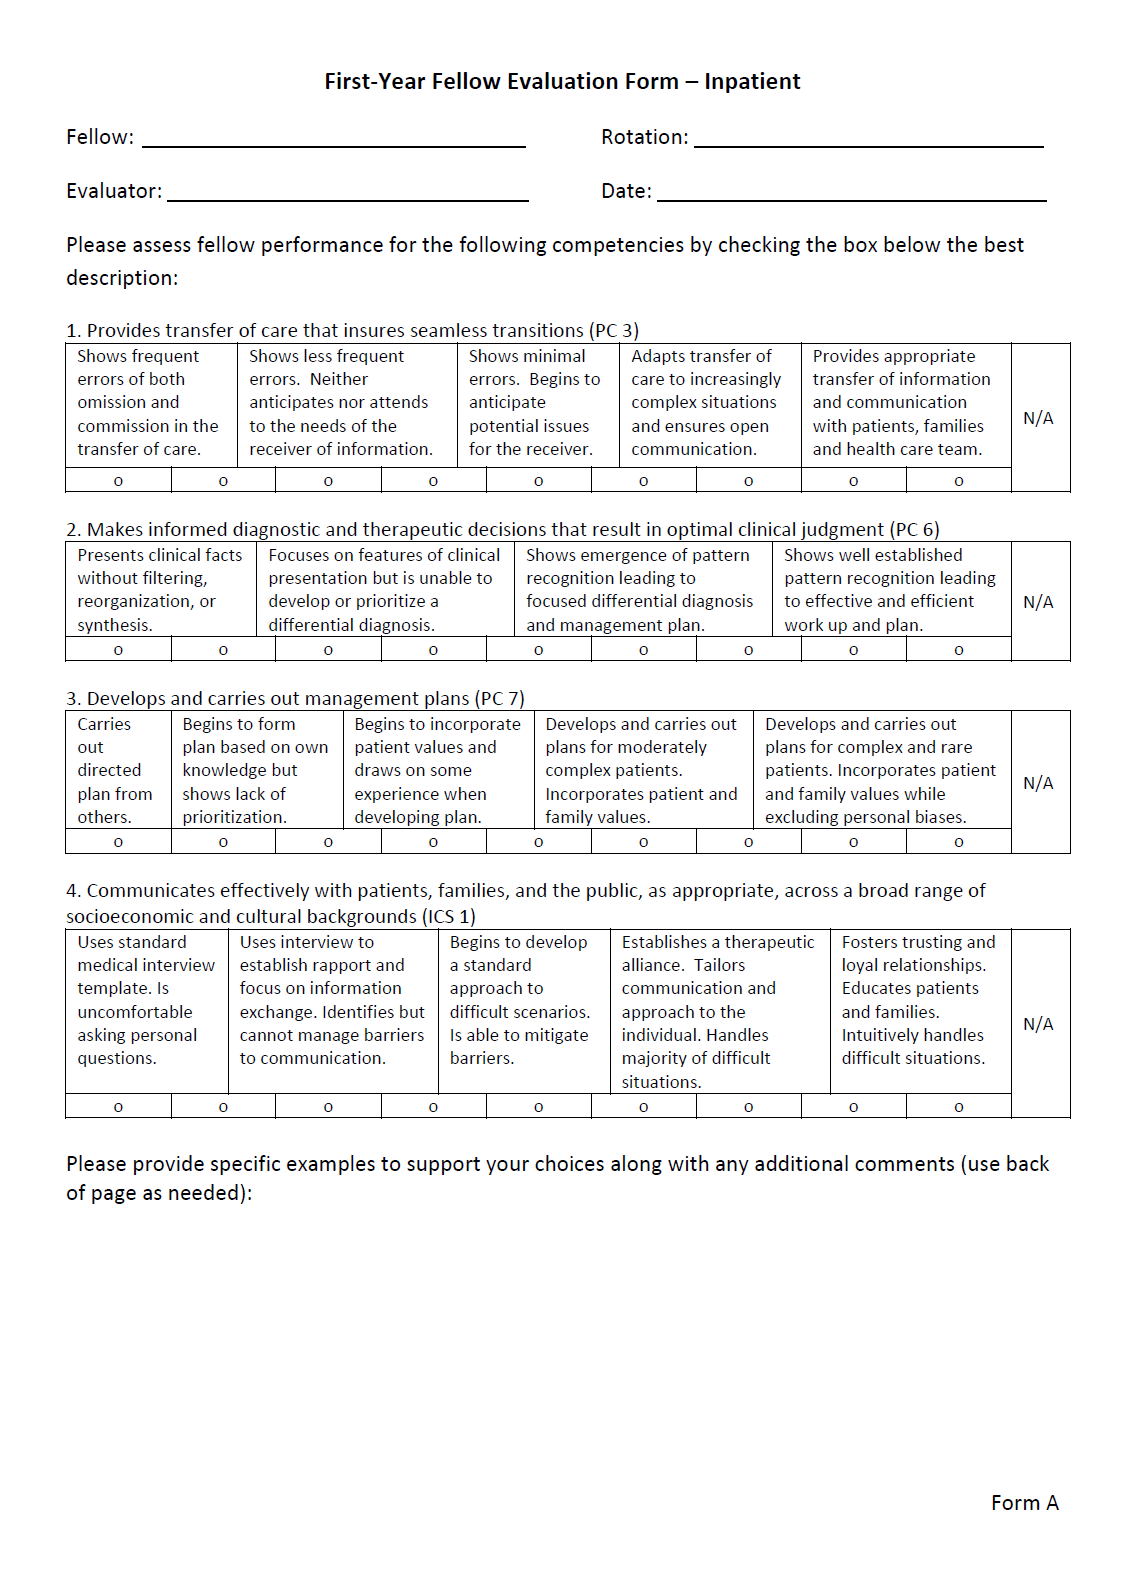 First-Year Fellow Evaluation Form – Inpatient
Fellow: Rotation:
Evaluator: Date:
Please assess fellow performance for the following competencies by checking the box below the best
description:
1. Provides transfer of care that insures seamless transitions (PC 3)
Shows frequent
errors of both
omission and
commission in the
transfer of care.
Shows less frequent
errors. Neither
anticipates nor attends
to the needs of the
receiver of information.
Shows minimal
errors. Begins to
anticipate
potential issues
for the receiver.
Adapts transfer of
care to increasingly
complex situations
and ensures open
communication.
Provides appropriate
transfer of information
and communication
with patients, families
and health care team.
N/A
o o o o o o o o o
2. Makes informed diagnostic and therapeutic decisions that result in optimal clinical judgment (PC 6)
Presents clinical facts
without filtering,
reorganization, or
synthesis.
Focuses on features of clinical
presentation but is unable to
develop or prioritize a
differential diagnosis.
Shows emergence of pattern
recognition leading to
focused differential diagnosis
and management plan.
Shows well established
pattern recognition leading
to effective and efficient
work up and plan.
N/A
o o o o o o o o o
3. Develops and carries out management plans (PC 7)
Carries
out
directed
plan from
others.
Begins to form
plan based on own
knowledge but
shows lack of
prioritization.
Begins to incorporate
patient values and
draws on some
experience when
developing plan.
Develops and carries out
plans for moderately
complex patients.
Incorporates patient and
family values.
Develops and carries out
plans for complex and rare
patients. Incorporates patient
and family values while
excluding personal biases.
N/A
o o o o o o o o o
4. Communicates effectively with patients, families, and the public, as appropriate, across a broad range of
socioeconomic and cultural backgrounds (ICS 1)
Uses standard
medical interview
template. Is
uncomfortable
asking personal
questions.
Uses interview to
establish rapport and
focus on information
exchange. Identifies but
cannot manage barriers
to communication.
Begins to develop
a standard
approach to
difficult scenarios.
Is able to mitigate
barriers.
Establishes a therapeutic
alliance. Tailors
communication and
approach to the
individual. Handles
majority of difficult
situations.
Fosters trusting and
loyal relationships.
Educates patients
and families.
Intuitively handles
difficult situations.
N/A
o o o o o o o o o
Please provide specific examples to support your choices along with any additional comments (use back
of page as needed):
Form A